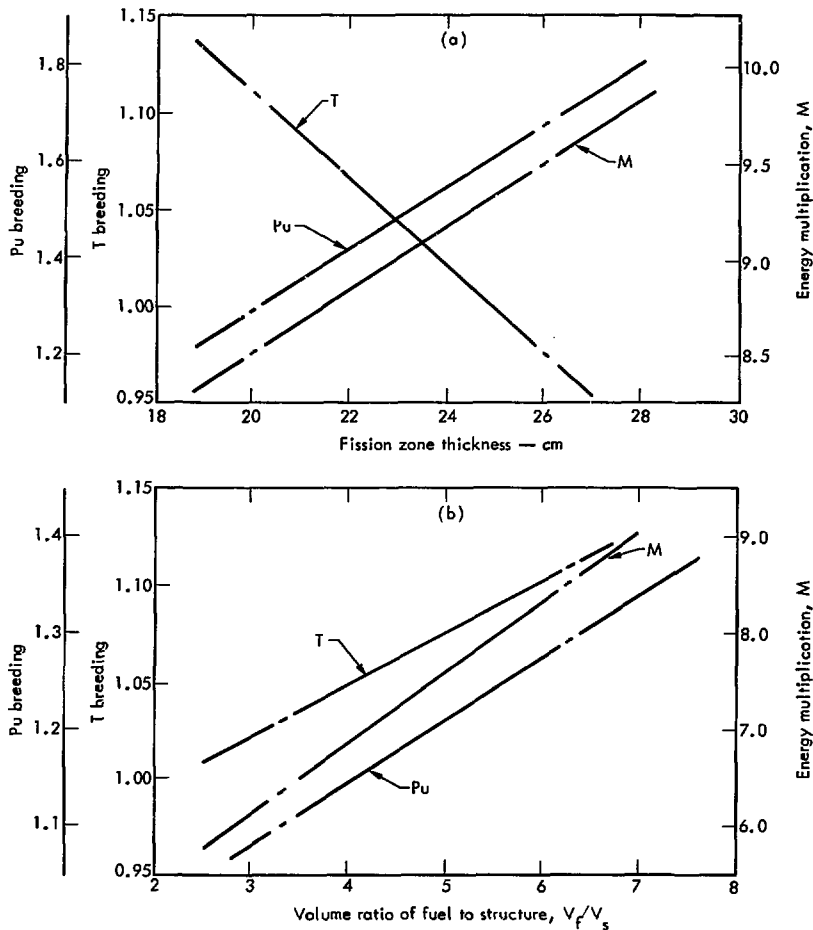 (a)
Pu breeding
1.8
1.6
1.4
1.2
T breeding
1.15
1.10
1.05
1.00
0.95
T
Pu
M
10.0
9.5
9.0
8.5
Energy multiplication, M
18 20 22 24 26 28 30
Fission zone thickness — cm
(b)
Pu breeding
1.4
1.3
1.2
1.1
T breeding
1.15
1.10
1.05
1.00
0.95
T
M
Pu
9.0
8.0
7.0
6.0
Energy multiplication, M
2 3 4 5 6 7 8
Volume ratio of fuel to structure, V_f/V_s